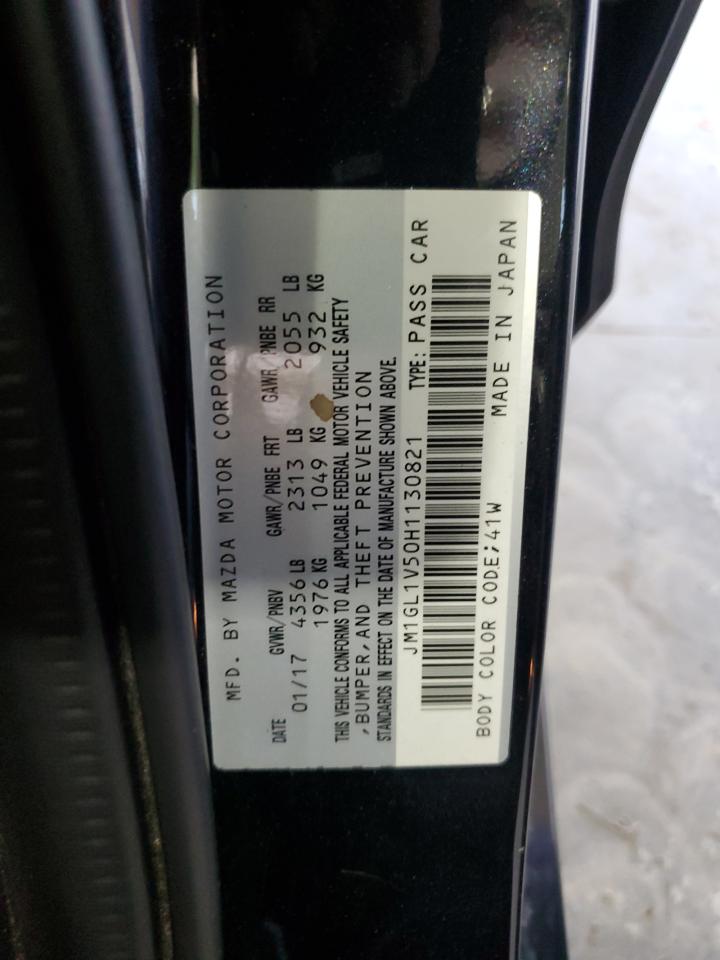 MFD. BY MAZDA MOTOR CORPORATION
DATE GVWR/PNBV GAWR/PNBE FRT GAWR/PNBE RR
01/17 4356 LB 2313 LB 2055 LB
1976 KG 1049 KG 932 KG
THIS VEHICLE CONFORMS TO ALL APPLICABLE FEDERAL MOTOR VEHICLE SAFETY
,BUMPER,AND THEFT PREVENTION
STANDARDS IN EFFECT ON THE DATE OF MANUFACTURE SHOWN ABOVE.
JM1GL1V50H1130821 TYPE: PASS CAR
BODY COLOR CODE;41W MADE IN JAPAN